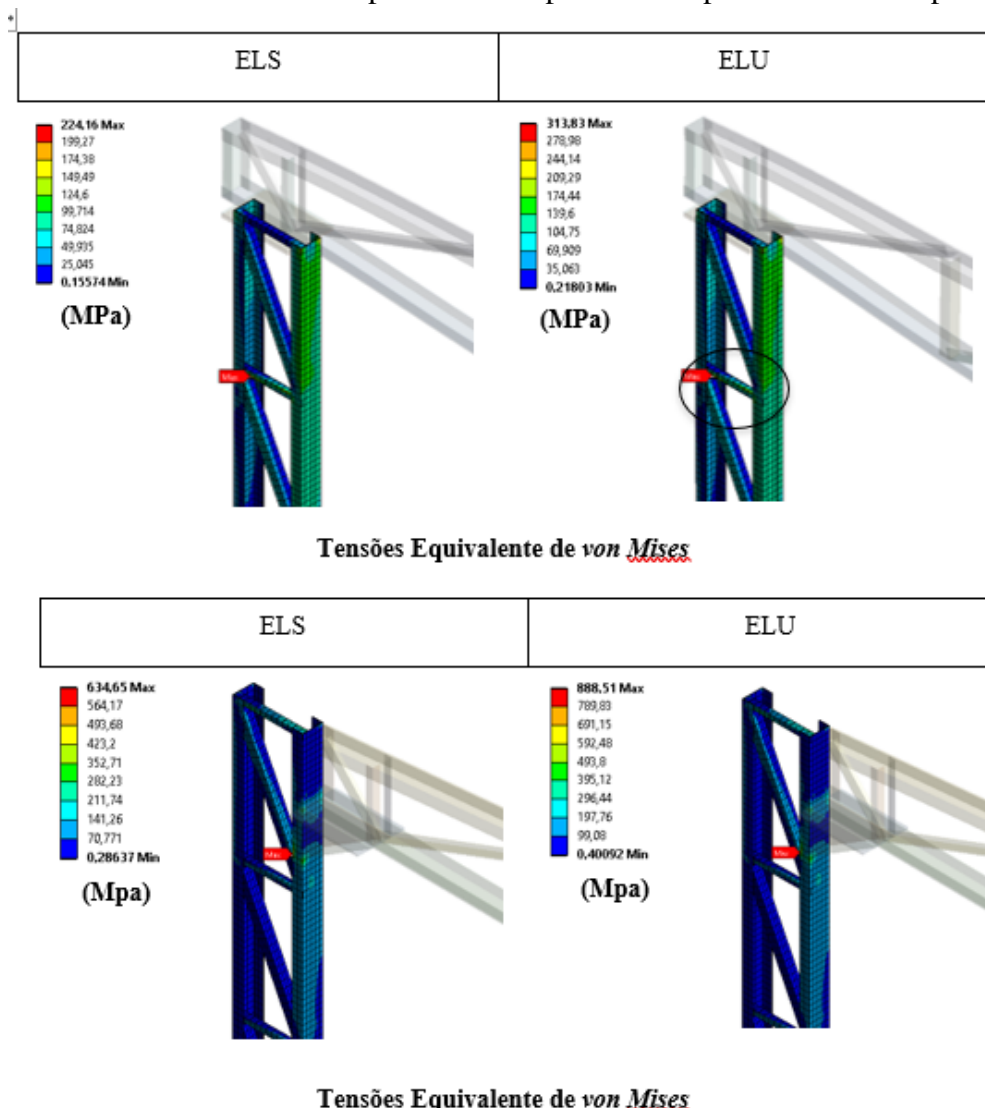 ELS ELU
224,16 Max
199,27
174,38
149,49
124,6
99,714
74,824
49,935
25,045
0,15574 Min
(MPa)
Max
313,83 Max
278,98
244,14
209,29
174,44
139,6
104,75
69,909
35,063
0,21803 Min
(MPa)
Max
Tensões Equivalente de von Mises
ELS ELU
634,65 Max
564,17
493,68
423,2
352,71
282,23
211,74
141,26
70,771
0,28637 Min
(Mpa)
Max
888,51 Max
789,83
691,15
592,48
493,8
395,12
296,44
197,76
99,08
0,40092 Min
(Mpa)
Max
Tensões Equivalente de von Mises